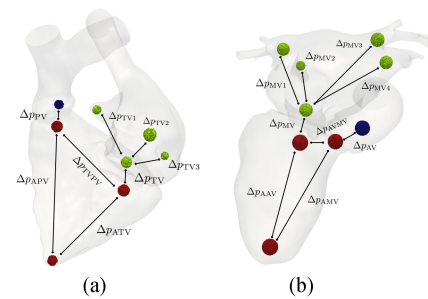 Δp_PV
Δp_TV1
Δp_TV2
Δp_TV3
Δp_TV
Δp_TVPV
Δp_APV
Δp_ATV
(a)
Δp_MV1
Δp_MV2
Δp_MV3
Δp_MV4
Δp_MV
Δp_AVMV
Δp_AV
Δp_AAV
Δp_AMV
(b)